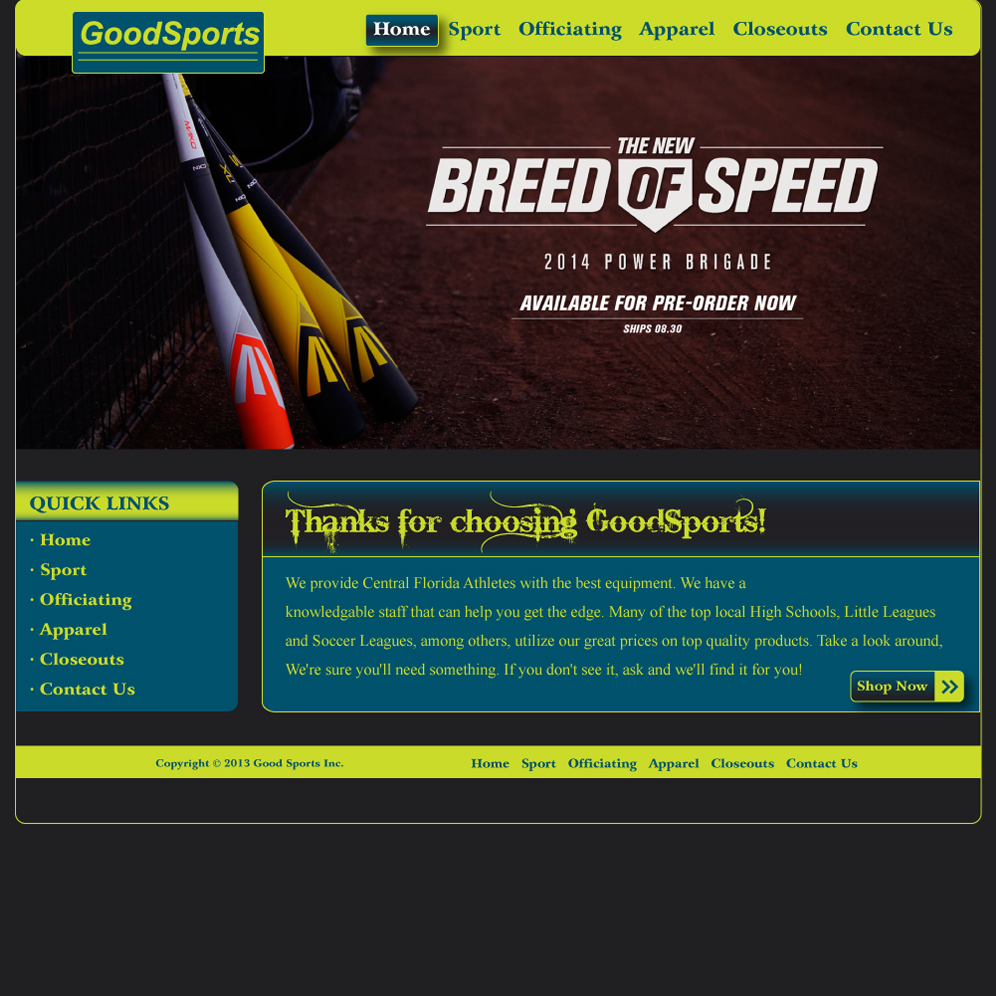 GoodSports
Home Sport Officiating Apparel Closeouts Contact Us
MAKO
CXN
XL
CXN
CXN
THE NEW
BREED OF SPEED
2014 POWER BRIGADE
AVAILABLE FOR PRE-ORDER NOW
SHIPS 08.30
QUICK LINKS
· Home
· Sport
· Officiating
· Apparel
· Closeouts
· Contact Us
Thanks for choosing GoodSports!
We provide Central Florida Athletes with the best equipment. We have a
knowledgable staff that can help you get the edge. Many of the top local High Schools, Little Leagues
and Soccer Leagues, among others, utilize our great prices on top quality products. Take a look around,
We're sure you'll need something. If you don't see it, ask and we'll find it for you!
Shop Now
Copyright © 2013 Good Sports Inc.
Home Sport Officiating Apparel Closeouts Contact Us